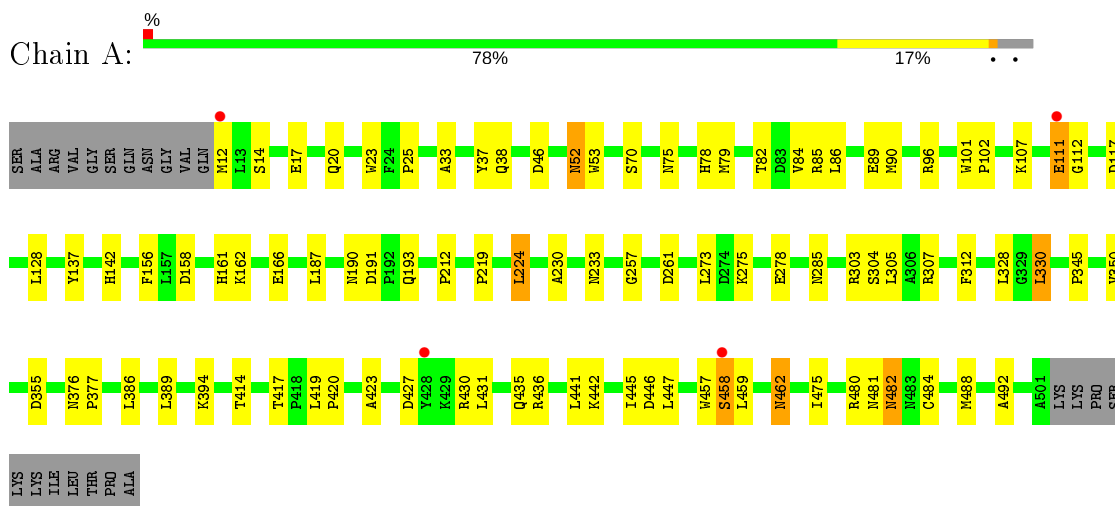 %
Chain A:
78% 17% • •
SER ALA ARG VAL GLY SER GLN ASN GLY VAL GLN M12 L13 S14 E17 Q20 W23 F24 P25 A33 Y37 Q38 D46 N52 W53 S70 N75 H78 M79 T82 D83 V84 R85 L86 E89 M90 R96 W101 P102 K107 E111 G112 D117
L128 Y137 H142 F156 L157 D158 H161 K162 E166 L187 N190 D191 P192 Q193 P212 P219 L224 A230 N233 G257 D261 L273 D274 K275 E278 N285 R303 S304 L305 A306 R307 F312 L328 G329 L330 P345 V350
D355 N376 P377 L386 L389 K394 T414 T417 P418 L419 P420 A423 D427 Y428 K429 R430 L431 Q435 R436 L441 K442 I445 D446 L447 W457 S458 L459 N462 I475 R480 N481 N482 N483 C484 M488 A492 A501 LYS LYS PRO SER
LYS LYS ILE LEU THR PRO ALA